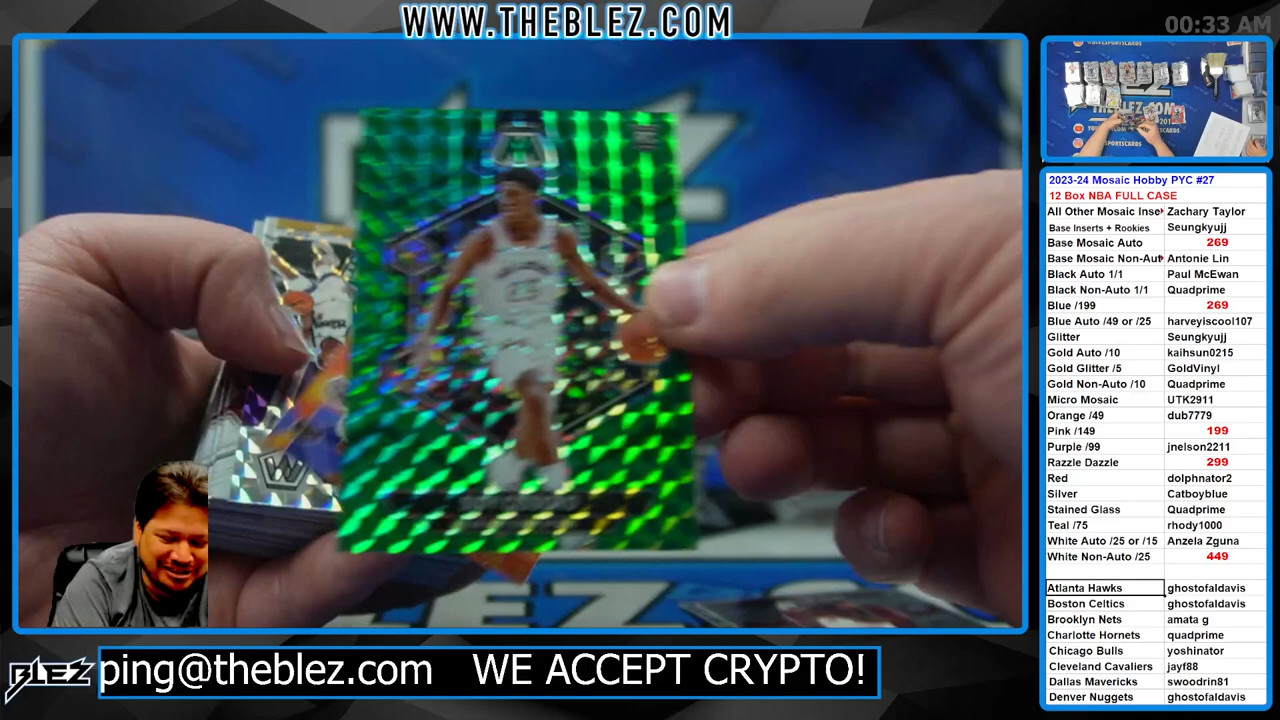 WWW.THEBLEZ.COM
00:33 AM
2023-24 Mosaic Hobby PYC #27
12 Box NBA FULL CASE
All Other Mosaic Inse Zachary Taylor
Base Inserts + Rookies Seungkyujj
Base Mosaic Auto 269
Base Mosaic Non-Aut Antonie Lin
Black Auto 1/1 Paul McEwan
Black Non-Auto 1/1 Quadprime
Blue /199 269
Blue Auto /49 or /25 harveyiscool107
Glitter Seungkyujj
Gold Auto /10 kaihsun0215
Gold Glitter /5 GoldVinyl
Gold Non-Auto /10 Quadprime
Micro Mosaic UTK2911
Orange /49 dub7779
Pink /149 199
Purple /99 jnelson2211
Razzle Dazzle 299
Red dolphnator2
Silver Catboyblue
Stained Glass Quadprime
Teal /75 rhody1000
White Auto /25 or /15 Anzela Zguna
White Non-Auto /25 449
Atlanta Hawks ghostofaldavis
Boston Celtics ghostofaldavis
Brooklyn Nets amata g
Charlotte Hornets quadprime
Chicago Bulls yoshinator
Cleveland Cavaliers jayf88
Dallas Mavericks swoodrin81
Denver Nuggets ghostofaldavis
BLEZ
ping@theblez.com WE ACCEPT CRYPTO!